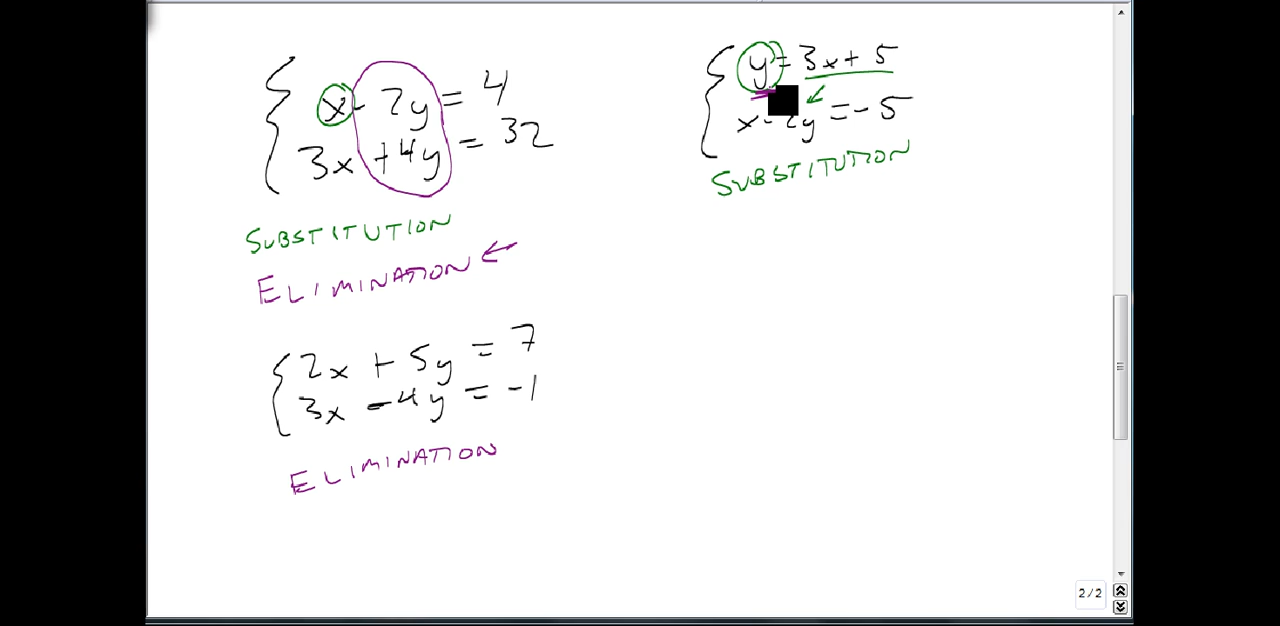 x - 2y = 4
3x + 4y = 32
SUBSTITUTION
ELIMINATION ←
2x + 5y = 7
3x - 4y = -1
ELIMINATION
y = 3x + 5
x - 2y = -5
SUBSTITUTION
2/2